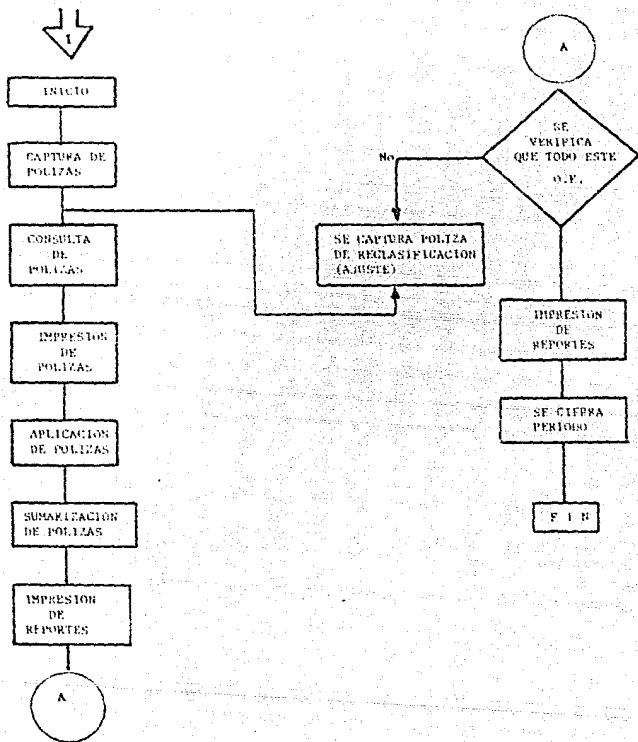 1
INICIO
CAPTURA DE
POLIZAS
CONSULTA
DE
POLIZAS
IMPRESION
DE
POLIZAS
APLICACION
DE POLIZAS
SUMARIZACION
DE POLIZAS
IMPRESION
DE
REPORTES
A
A
SE
VERIFICA
QUE TODO ESTE
O.K.
No
SE CAPTURA POLIZA
DE RECLASIFICACION
(AJUSTE)
IMPRESION
DE
REPORTES
SE CIERRA
PERIODO
F I N